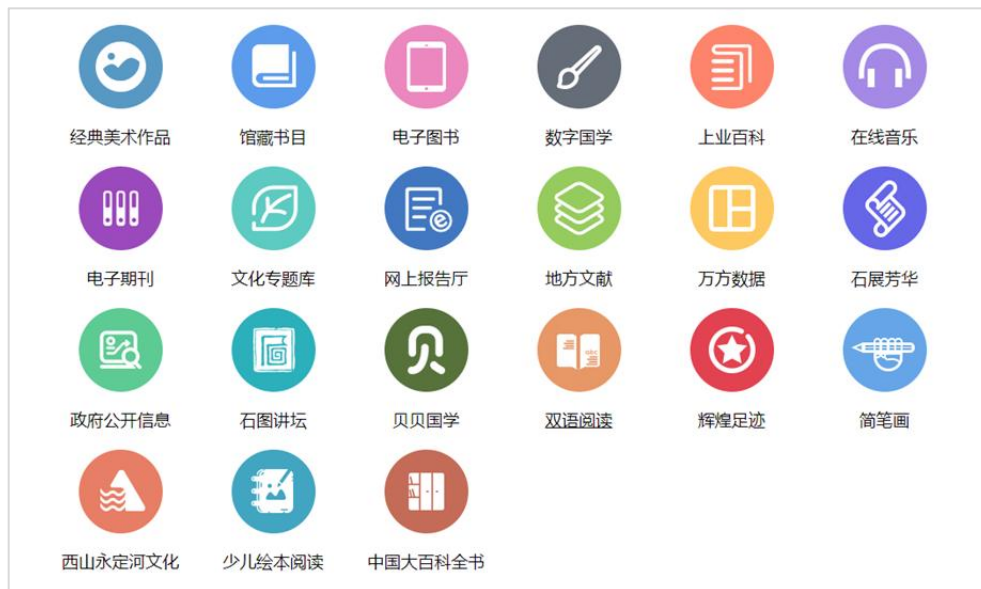 经典美术作品 馆藏书目 电子图书 数字国学 上业百科 在线音乐
电子期刊 文化专题库 网上报告厅 地方文献 万方数据 石展芳华
政府公开信息 石图讲坛 贝贝国学 双语阅读 辉煌足迹 简笔画
西山永定河文化 少儿绘本阅读 中国大百科全书